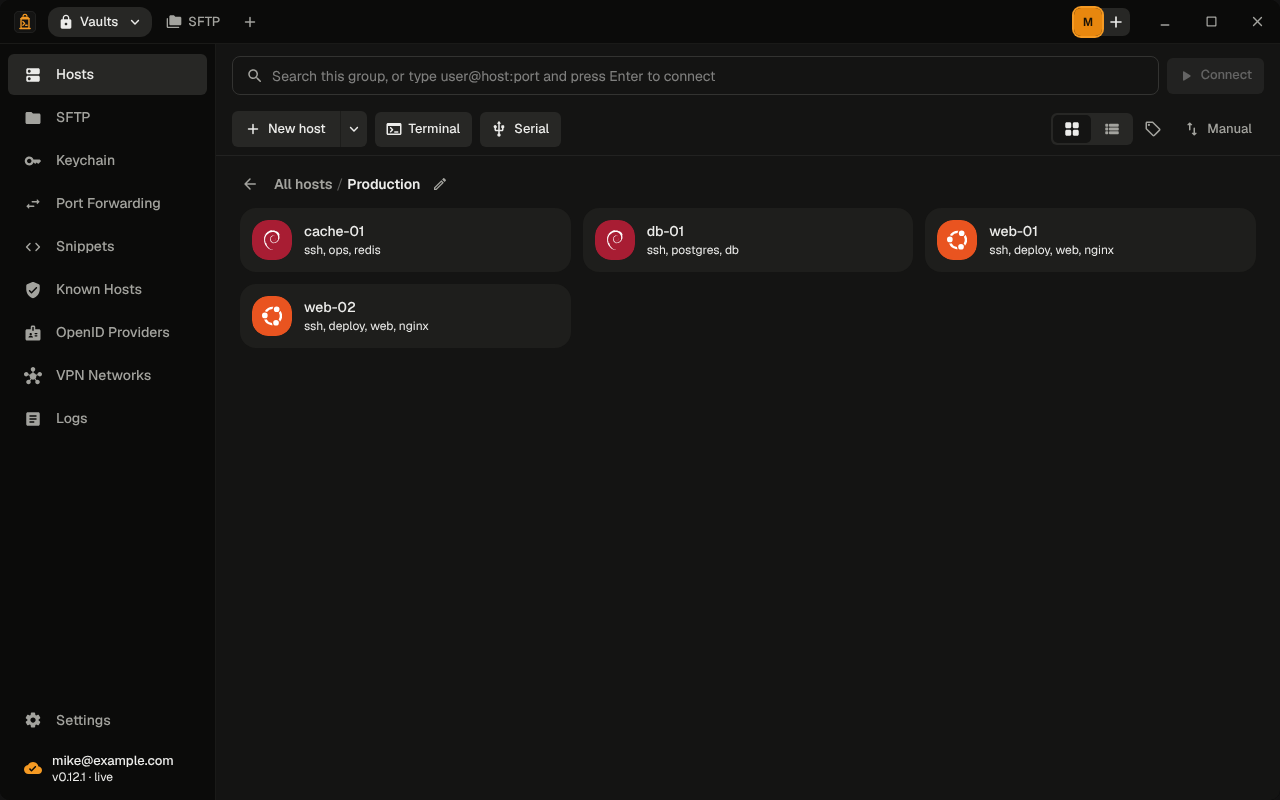 Vaults
SFTP
M
Hosts
SFTP
Keychain
Port Forwarding
Snippets
Known Hosts
OpenID Providers
VPN Networks
Logs
Settings
mike@example.com
v0.12.1 · live
Search this group, or type user@host:port and press Enter to connect
Connect
New host
Terminal
Serial
Manual
All hosts / Production
cache-01
ssh, ops, redis
db-01
ssh, postgres, db
web-01
ssh, deploy, web, nginx
web-02
ssh, deploy, web, nginx